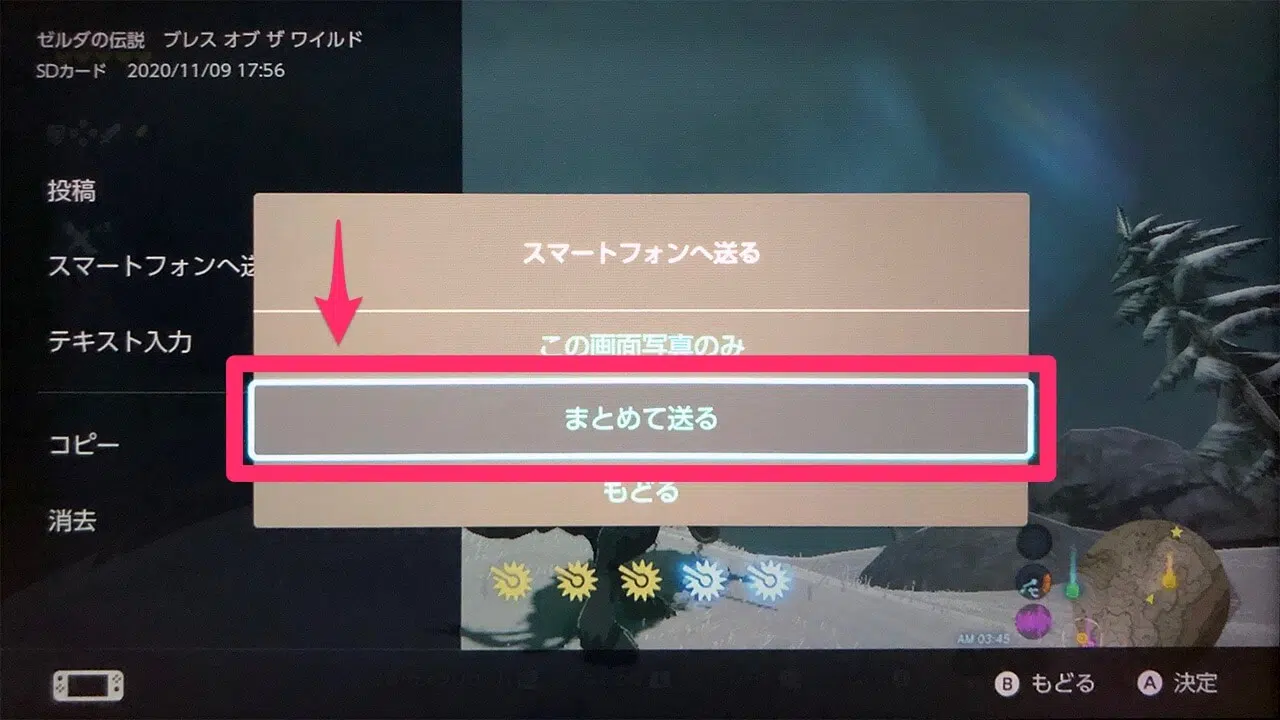 ゼルダの伝説　ブレス オブ ザ ワイルド
SDカード　2020/11/09 17:56
投稿
スマートフォンへ送
テキスト入力
コピー
消去
スマートフォンへ送る
この画面写真のみ
まとめて送る
もどる
AM 03:45
B もどる　A 決定